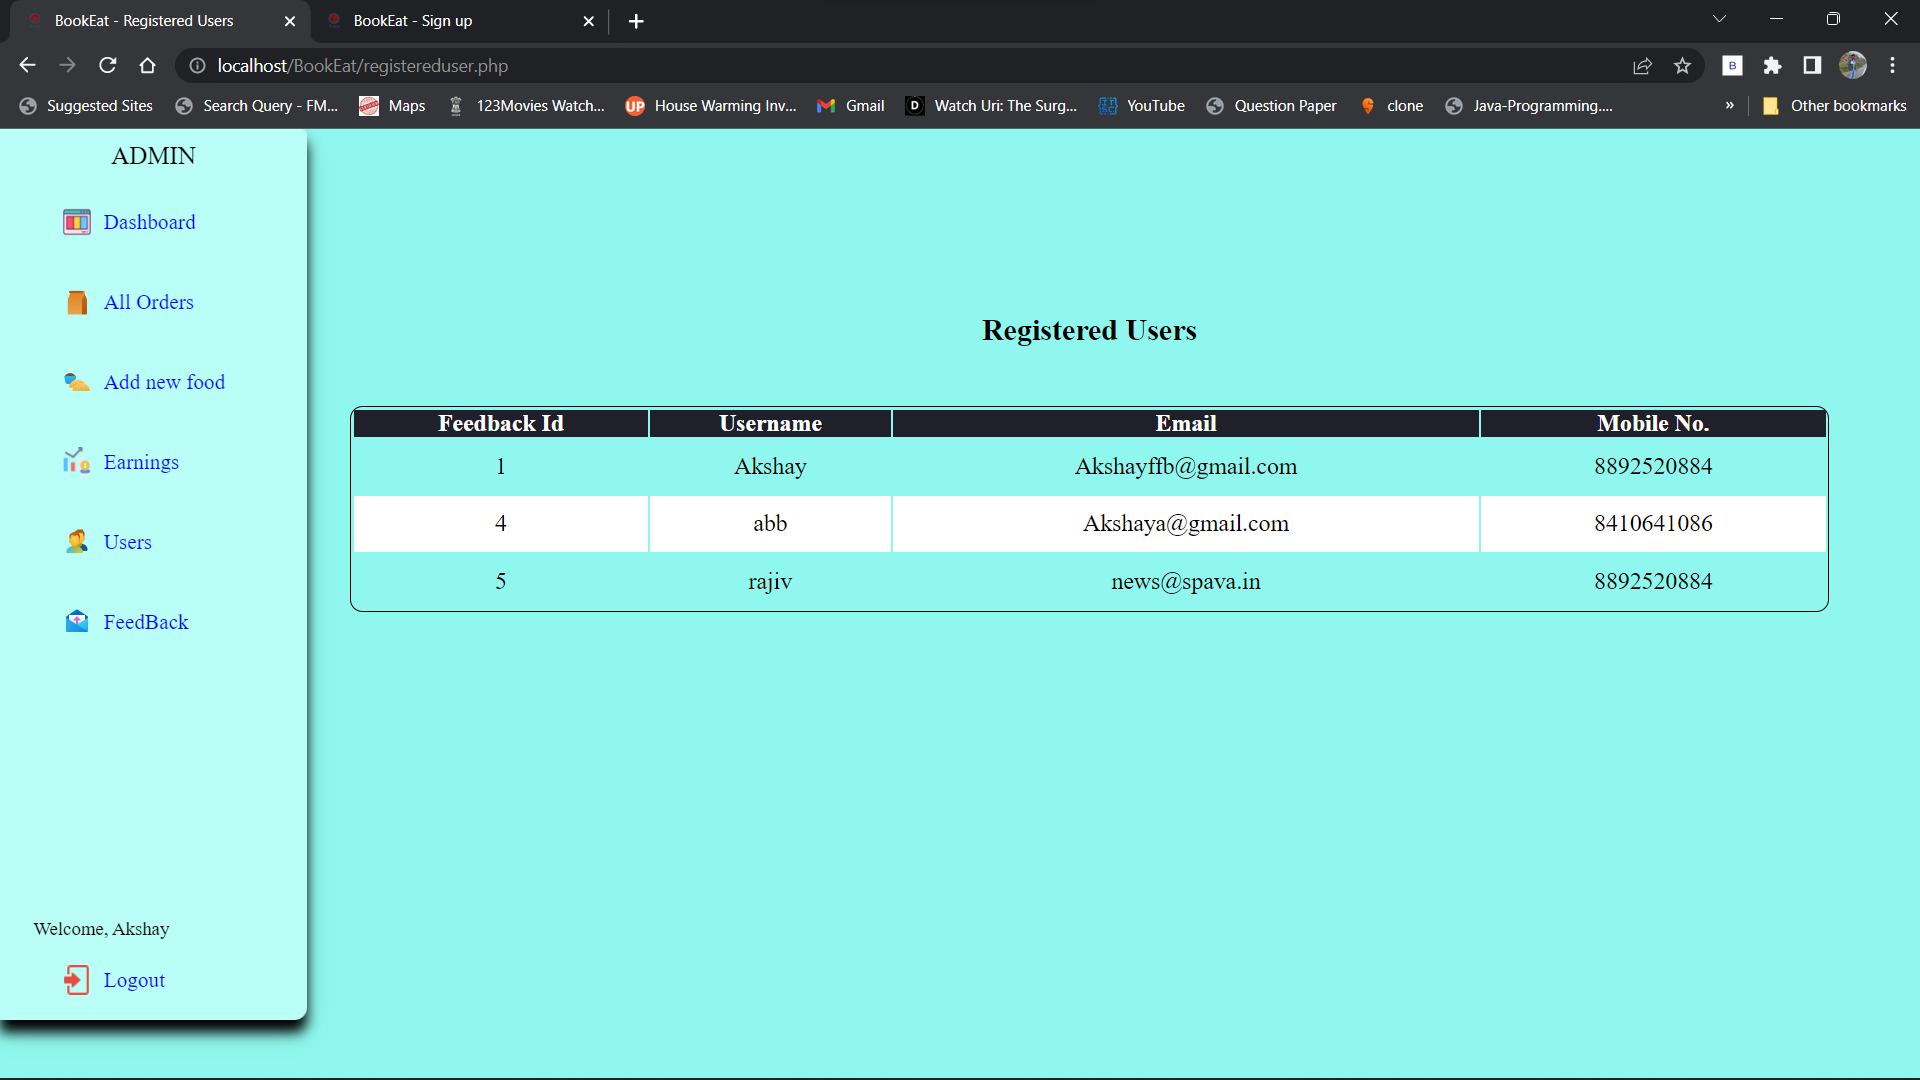 BookEat - Registered Users
BookEat - Sign up
localhost/BookEat/registereduser.php
B
Suggested Sites
Search Query - FM...
Maps
123Movies Watch...
UP House Warming Inv...
Gmail
D Watch Uri: The Surg...
YouTube
Question Paper
clone
Java-Programming....
»
Other bookmarks
ADMIN
Dashboard
All Orders
Add new food
Earnings
Users
FeedBack
Welcome, Akshay
Logout
Registered Users
Feedback Id Username Email Mobile No.
1 Akshay Akshayffb@gmail.com 8892520884
4 abb Akshaya@gmail.com 8410641086
5 rajiv news@spava.in 8892520884